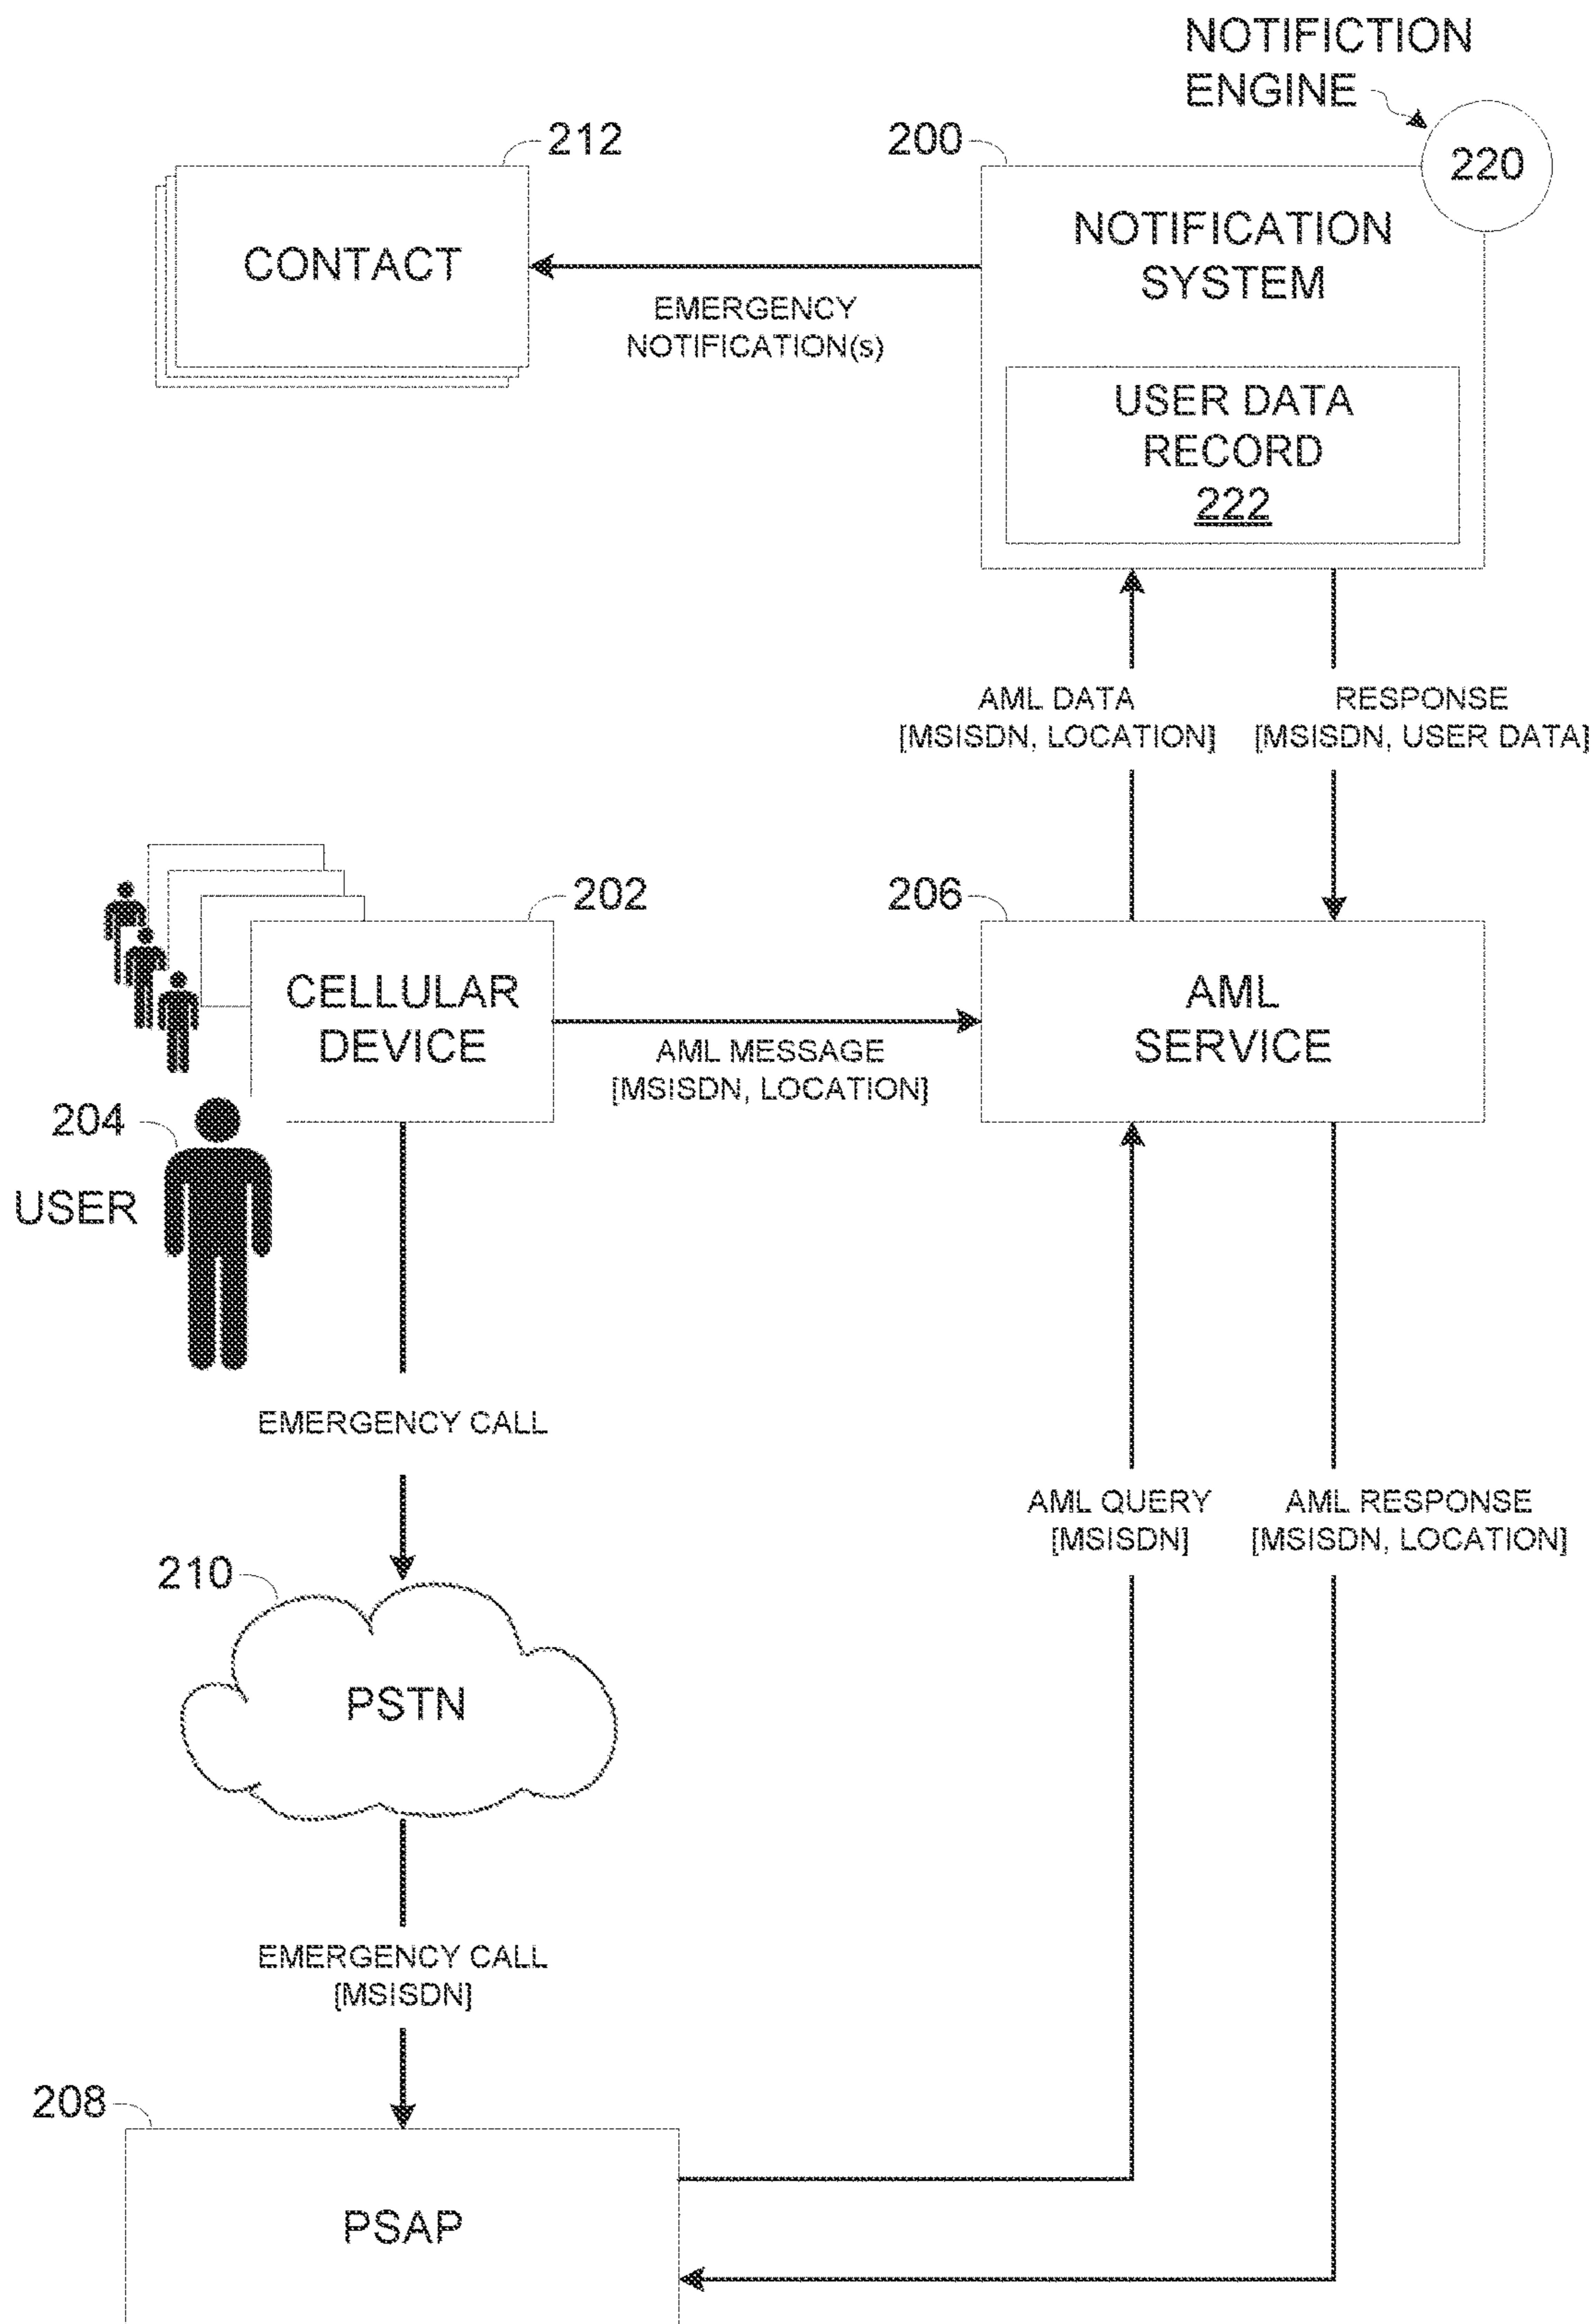 NOTIFICTION
ENGINE
212
200
220
CONTACT
NOTIFICATION
SYSTEM
EMERGENCY
NOTIFICATION(s)
USER DATA
RECORD
222
AML DATA
[MSISDN, LOCATION]
RESPONSE
[MSISDN, USER DATA]
202
206
CELLULAR
DEVICE
AML
SERVICE
AML MESSAGE
[MSISDN, LOCATION]
204
USER
EMERGENCY CALL
AML QUERY
[MSISDN]
AML RESPONSE
[MSISDN, LOCATION]
210
PSTN
EMERGENCY CALL
[MSISDN]
208
PSAP